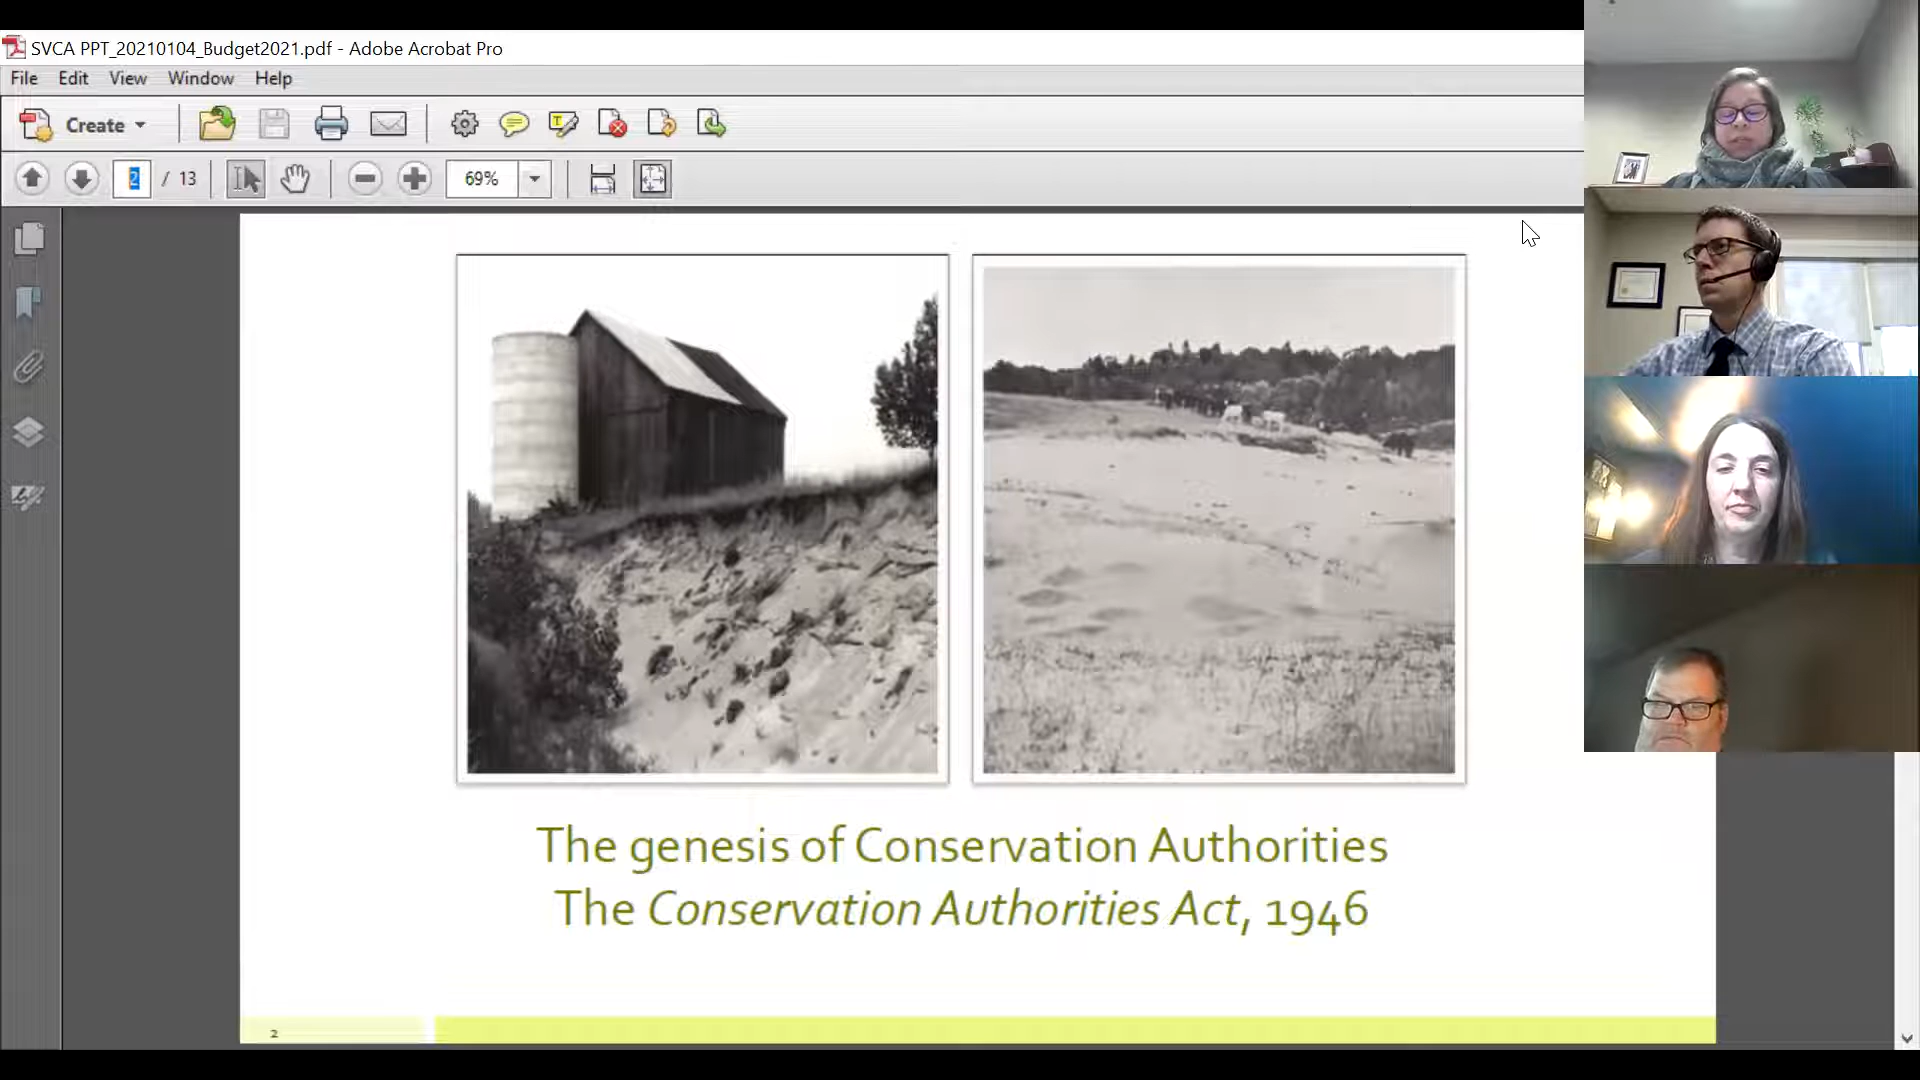 SVCA PPT_20210104_Budget2021.pdf - Adobe Acrobat Pro
File Edit View Window Help
Create
2 / 13 69%
The genesis of Conservation Authorities
The Conservation Authorities Act, 1946
2